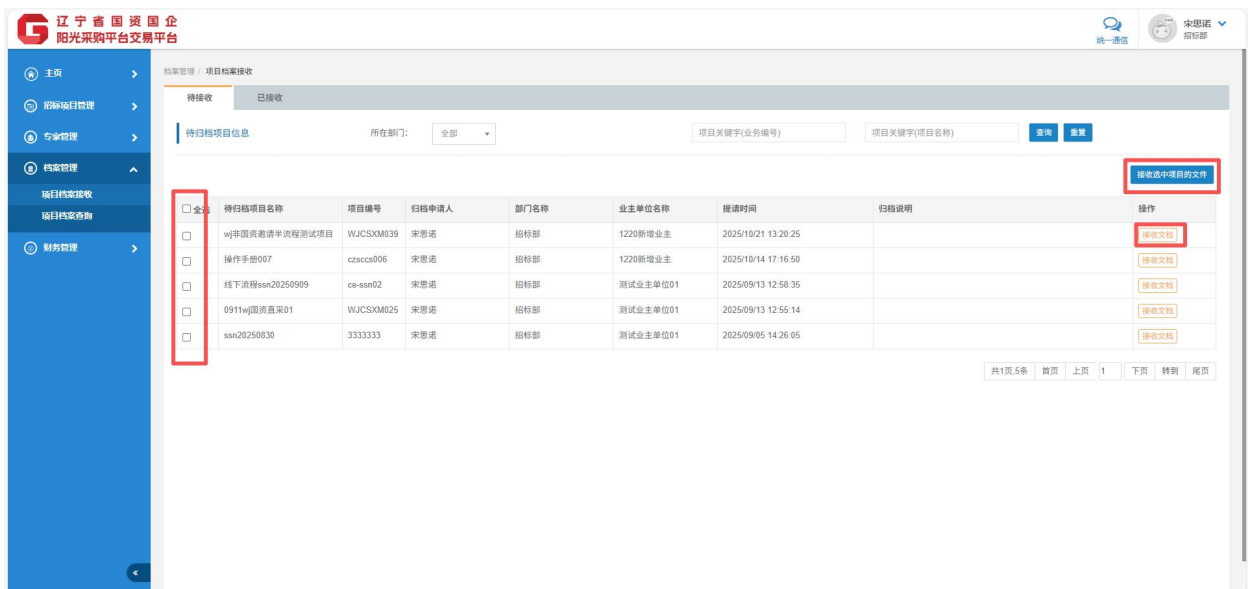 辽宁省国资国企
阳光采购平台交易平台
统一通信
宋思诺
招标部
主页
招标项目管理
专家管理
档案管理
项目档案接收
项目档案查询
财务管理
档案管理 / 项目档案接收
待接收 已接收
待归档项目信息 所在部门: 全部 项目关键字(业务编号) 项目关键字(项目名称) 查询 重置
接收选中项目的文件
全选 待归档项目名称 项目编号 归档申请人 部门名称 业主单位名称 提请时间 归档说明 操作
wj非国资邀请半流程测试项目 WJCSXM039 宋思诺 招标部 1220新增业主 2025/10/21 13:20:25 接收文档
操作手册007 czsccs006 宋思诺 招标部 1220新增业主 2025/10/14 17:16:50 接收文档
线下流程ssn20250909 ce-ssn02 宋思诺 招标部 测试业主单位01 2025/09/13 12:58:35 接收文档
0911wj国资直采01 WJCSXM025 宋思诺 招标部 测试业主单位01 2025/09/13 12:55:14 接收文档
ssn20250830 3333333 宋思诺 招标部 测试业主单位01 2025/09/05 14:26:05 接收文档
共1页,5条 首页 上页 1 下页 转到 尾页